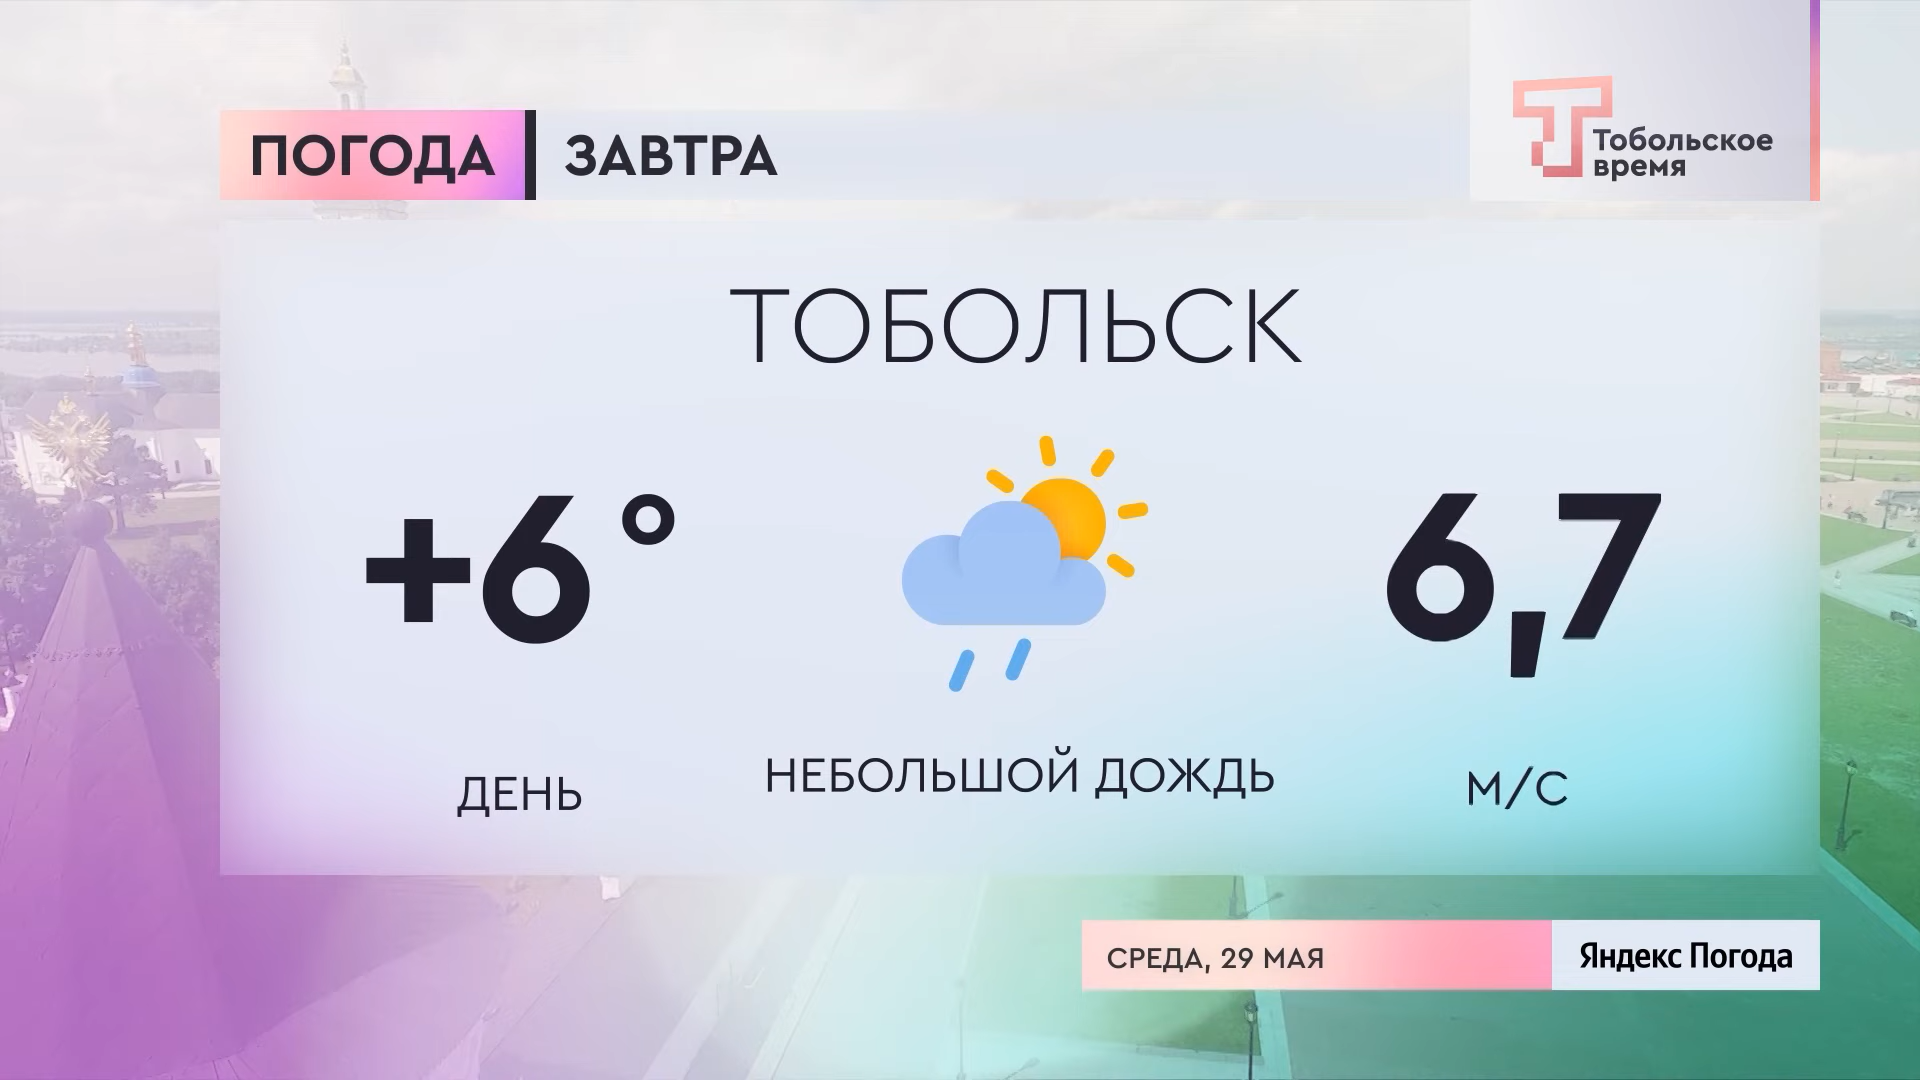 ПОГОДА ЗАВТРА
Тобольское
время
ТОБОЛЬСК
+6°
6,7
ДЕНЬ
НЕБОЛЬШОЙ ДОЖДЬ
М/С
СРЕДА, 29 МАЯ
Яндекс Погода